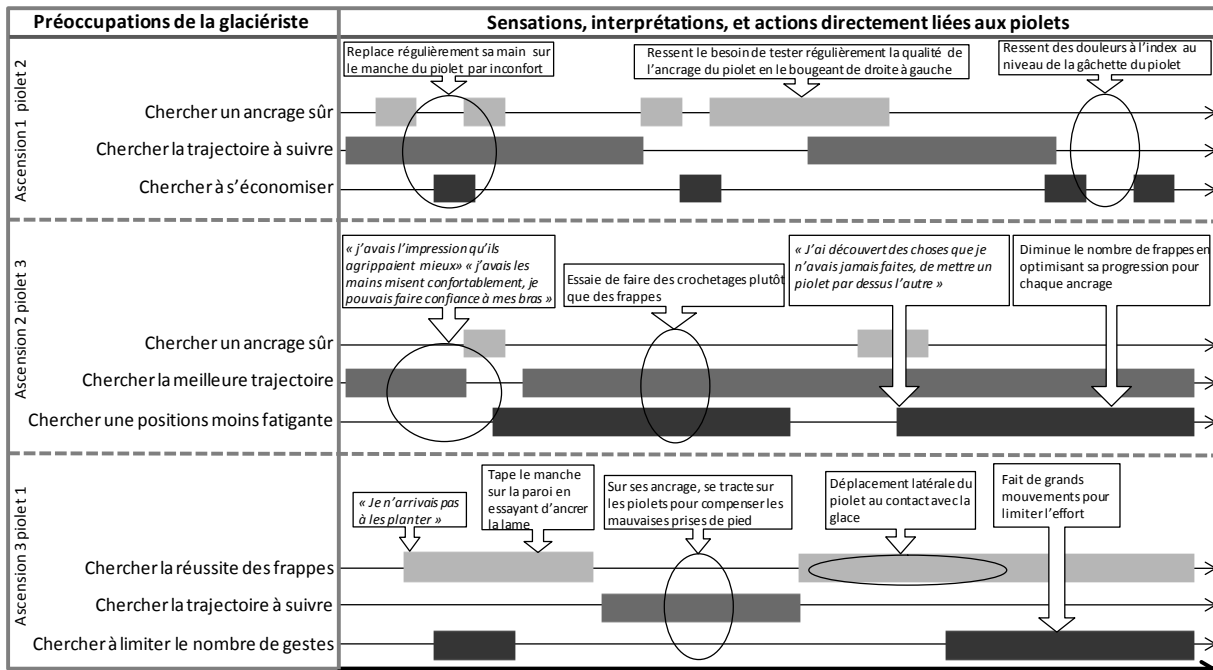 Préoccupations de la glaciériste
Sensations, interprétations, et actions directement liées aux piolets
Ascension 1 piolet 2
Replace régulièrement sa main sur
le manche du piolet par inconfort
Ressent le besoin de tester régulièrement la qualité de
l'ancrage du piolet en le bougeant de droite à gauche
Ressent des douleurs à l'index au
niveau de la gâchette du piolet
Chercher un ancrage sûr
Chercher la trajectoire à suivre
Chercher à s'économiser
Ascension 2 piolet 3
« j'avais l'impression qu'ils
agrippaient mieux» « j'avais les
mains misent confortablement, je
pouvais faire confiance à mes bras »
Essaie de faire des crochetages plutôt
que des frappes
« J'ai découvert des choses que je
n'avais jamais faites, de mettre un
piolet par dessus l'autre »
Diminue le nombre de frappes en
optimisant sa progression pour
chaque ancrage
Chercher un ancrage sûr
Chercher la meilleure trajectoire
Chercher une positions moins fatigante
Ascension 3 piolet 1
« Je n'arrivais pas
à les planter »
Tape le manche
sur la paroi en
essayant d'ancrer
la lame
Sur ses ancrage, se tracte sur
les piolets pour compenser les
mauvaises prises de pied
Déplacement latérale du
piolet au contact avec la
glace
Fait de grands
mouvements pour
limiter l'effort
Chercher la réussite des frappes
Chercher la trajectoire à suivre
Chercher à limiter le nombre de gestes